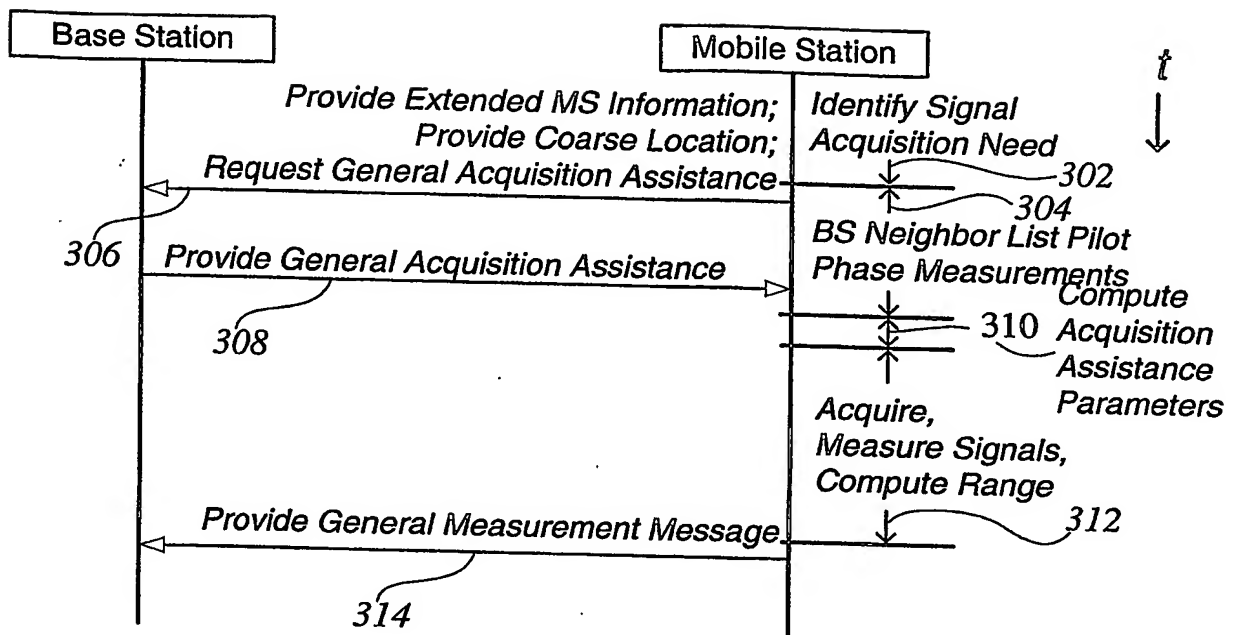 Base Station
Mobile Station
t
Provide Extended MS Information;
Provide Coarse Location;
Request General Acquisition Assistance
Identify Signal
Acquisition Need
302
304
306
BS Neighbor List Pilot
Phase Measurements
Provide General Acquisition Assistance
308
310
Compute
Acquisition
Assistance
Parameters
Acquire,
Measure Signals,
Compute Range
312
Provide General Measurement Message
314